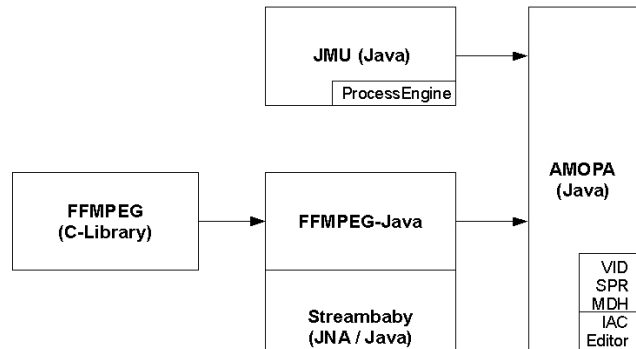 JMU (Java)
ProcessEngine
AMOPA
(Java)
FFMPEG
(C-Library)
FFMPEG-Java
Streambaby
(JNA / Java)
VID
SPR
MDH
IAC
Editor